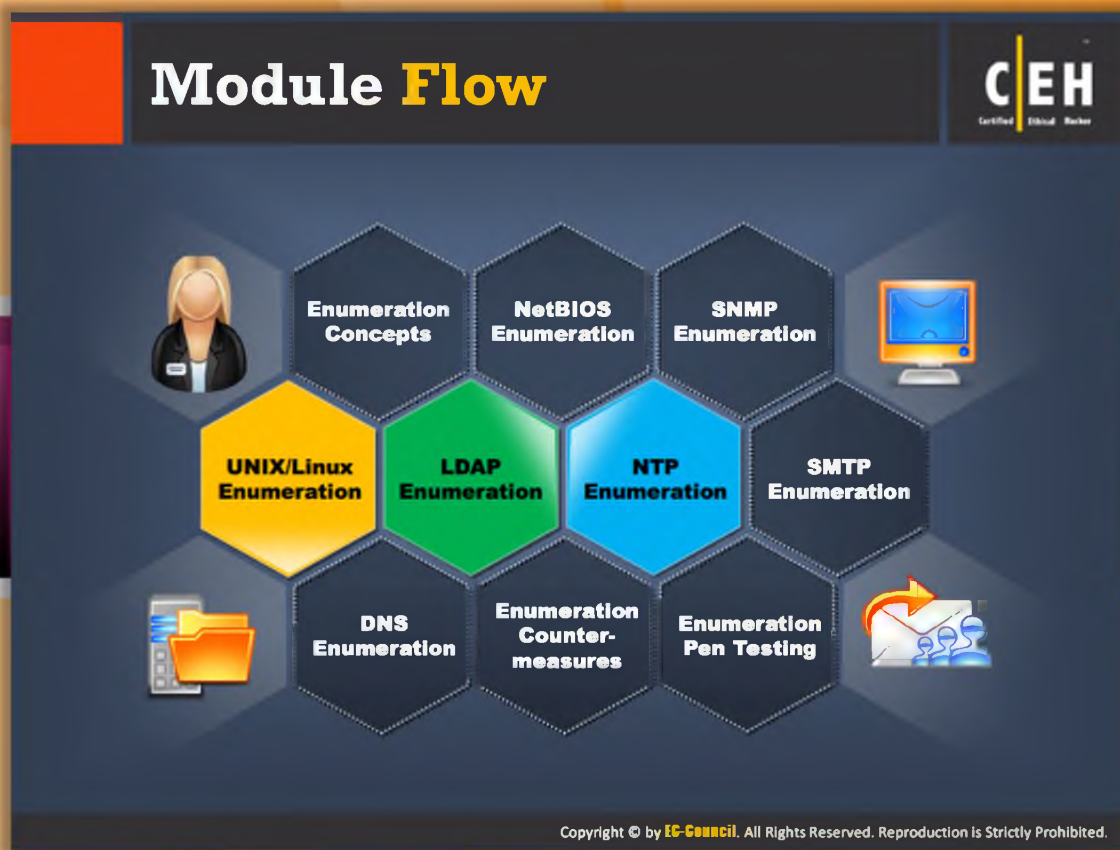 Module Flow
C EH
Certified Ethical Hacker
Enumeration
Concepts
NetBIOS
Enumeration
SNMP
Enumeration
UNIX/Linux
Enumeration
LDAP
Enumeration
NTP
Enumeration
SMTP
Enumeration
DNS
Enumeration
Enumeration
Counter-
measures
Enumeration
Pen Testing
Copyright © by EC-Council. All Rights Reserved. Reproduction is Strictly Prohibited.